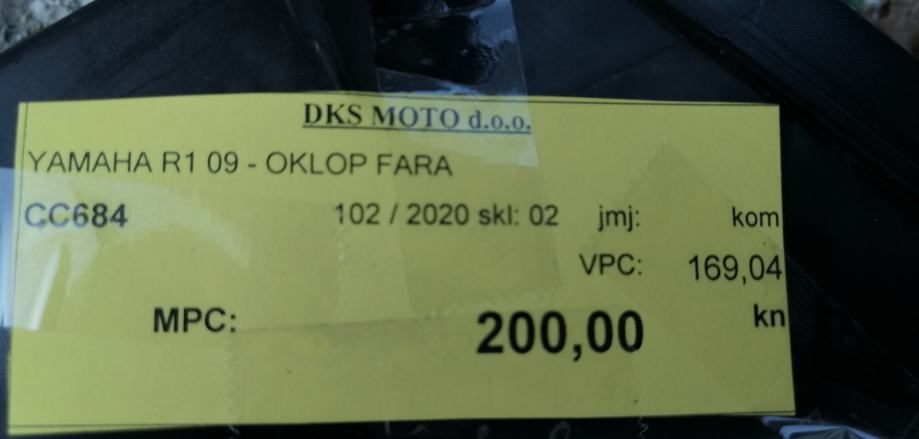 DKS MOTO d.o.o.
YAMAHA R1 09 - OKLOP FARA
CC684 102 / 2020 skl: 02 jmj: kom
VPC: 169,04
MPC: 200,00 kn